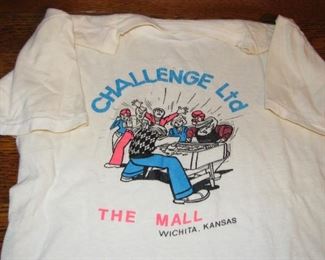 CHALLENGE Ltd
THE MALL
WICHITA, KANSAS